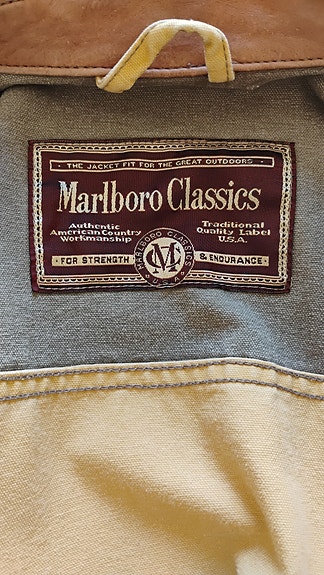 · THE JACKET FIT FOR THE GREAT OUTDOORS ·
Marlboro Classics
Authentic
American Country
Workmanship
Traditional
Quality Label
U.S.A.
· FOR STRENGTH
& ENDURANCE ·
MARLBORO CLASSICS
MC
U.S.A.